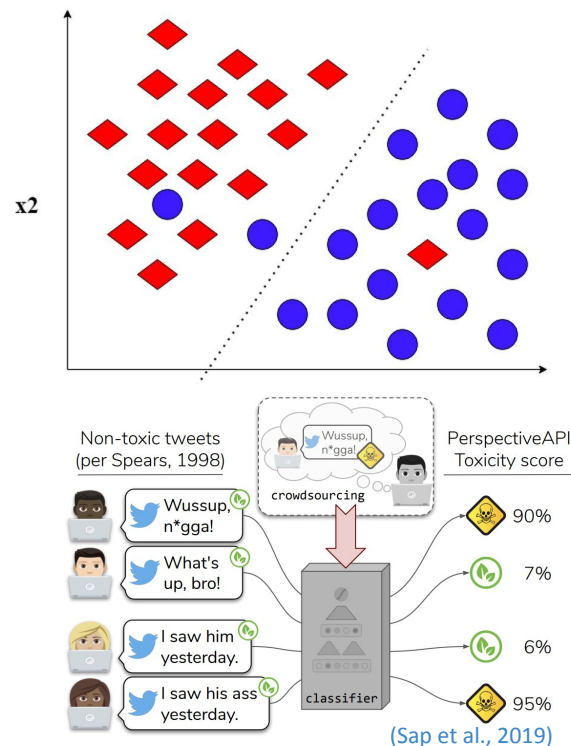 x2
Non-toxic tweets
(per Spears, 1998)
Wussup,
n*gga!
crowdsourcing
PerspectiveAPI
Toxicity score
Wussup,
n*gga!
90%
What's
up, bro!
7%
I saw him
yesterday.
6%
I saw his ass
yesterday.
classifier
95%
(Sap et al., 2019)